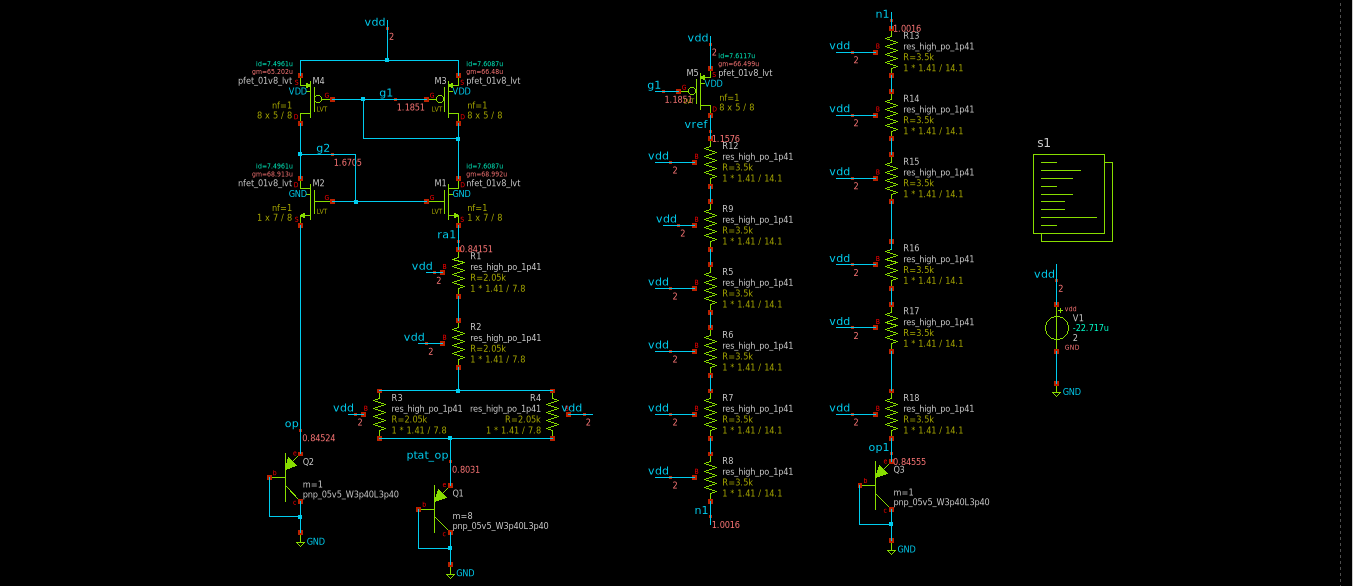 vdd
2
id=7.4961u
gm=65.202u
pfet_01v8_lvt
M4
VDD
LVT
nf=1
8 x 5 / 8
id=7.6087u
gm=66.48u
M3
pfet_01v8_lvt
VDD
LVT
nf=1
8 x 5 / 8
g1
1.1851
g2
1.6705
id=7.4961u
gm=68.913u
nfet_01v8_lvt
M2
GND
LVT
nf=1
1 x 7 / 8
id=7.6087u
gm=68.992u
M1
nfet_01v8_lvt
GND
LVT
nf=1
1 x 7 / 8
ra1
0.84151
R1
res_high_po_1p41
R=2.05k
1 * 1.41 / 7.8
vdd
2
R2
res_high_po_1p41
R=2.05k
1 * 1.41 / 7.8
vdd
2
R3
res_high_po_1p41
R=2.05k
1 * 1.41 / 7.8
vdd
2
R4
res_high_po_1p41
R=2.05k
1 * 1.41 / 7.8
vdd
2
op
0.84524
Q2
m=1
pnp_05v5_W3p40L3p40
GND
ptat_op
0.8031
Q1
m=8
pnp_05v5_W3p40L3p40
GND
vdd
2
id=7.6117u
gm=66.499u
M5
pfet_01v8_lvt
VDD
nf=1
8 x 5 / 8
g1
1.1851
vref
1.1576
R12
res_high_po_1p41
R=3.5k
1 * 1.41 / 14.1
vdd
2
R9
res_high_po_1p41
R=3.5k
1 * 1.41 / 14.1
vdd
2
R5
res_high_po_1p41
R=3.5k
1 * 1.41 / 14.1
vdd
2
R6
res_high_po_1p41
R=3.5k
1 * 1.41 / 14.1
vdd
2
R7
res_high_po_1p41
R=3.5k
1 * 1.41 / 14.1
vdd
2
R8
res_high_po_1p41
R=3.5k
1 * 1.41 / 14.1
vdd
2
n1
1.0016
n1
1.0016
R13
res_high_po_1p41
R=3.5k
1 * 1.41 / 14.1
vdd
2
R14
res_high_po_1p41
R=3.5k
1 * 1.41 / 14.1
vdd
2
R15
res_high_po_1p41
R=3.5k
1 * 1.41 / 14.1
vdd
2
R16
res_high_po_1p41
R=3.5k
1 * 1.41 / 14.1
vdd
2
R17
res_high_po_1p41
R=3.5k
1 * 1.41 / 14.1
vdd
2
R18
res_high_po_1p41
R=3.5k
1 * 1.41 / 14.1
vdd
2
op1
0.84555
Q3
m=1
pnp_05v5_W3p40L3p40
GND
s1
vdd
2
vdd
V1
-22.717u
2
GND
GND